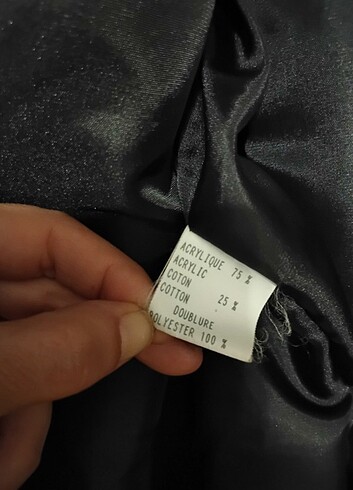 ACRYLIQUE 75 %
ACRYLIC
COTON
COTTON 25 %
DOUBLURE
POLYESTER 100 %